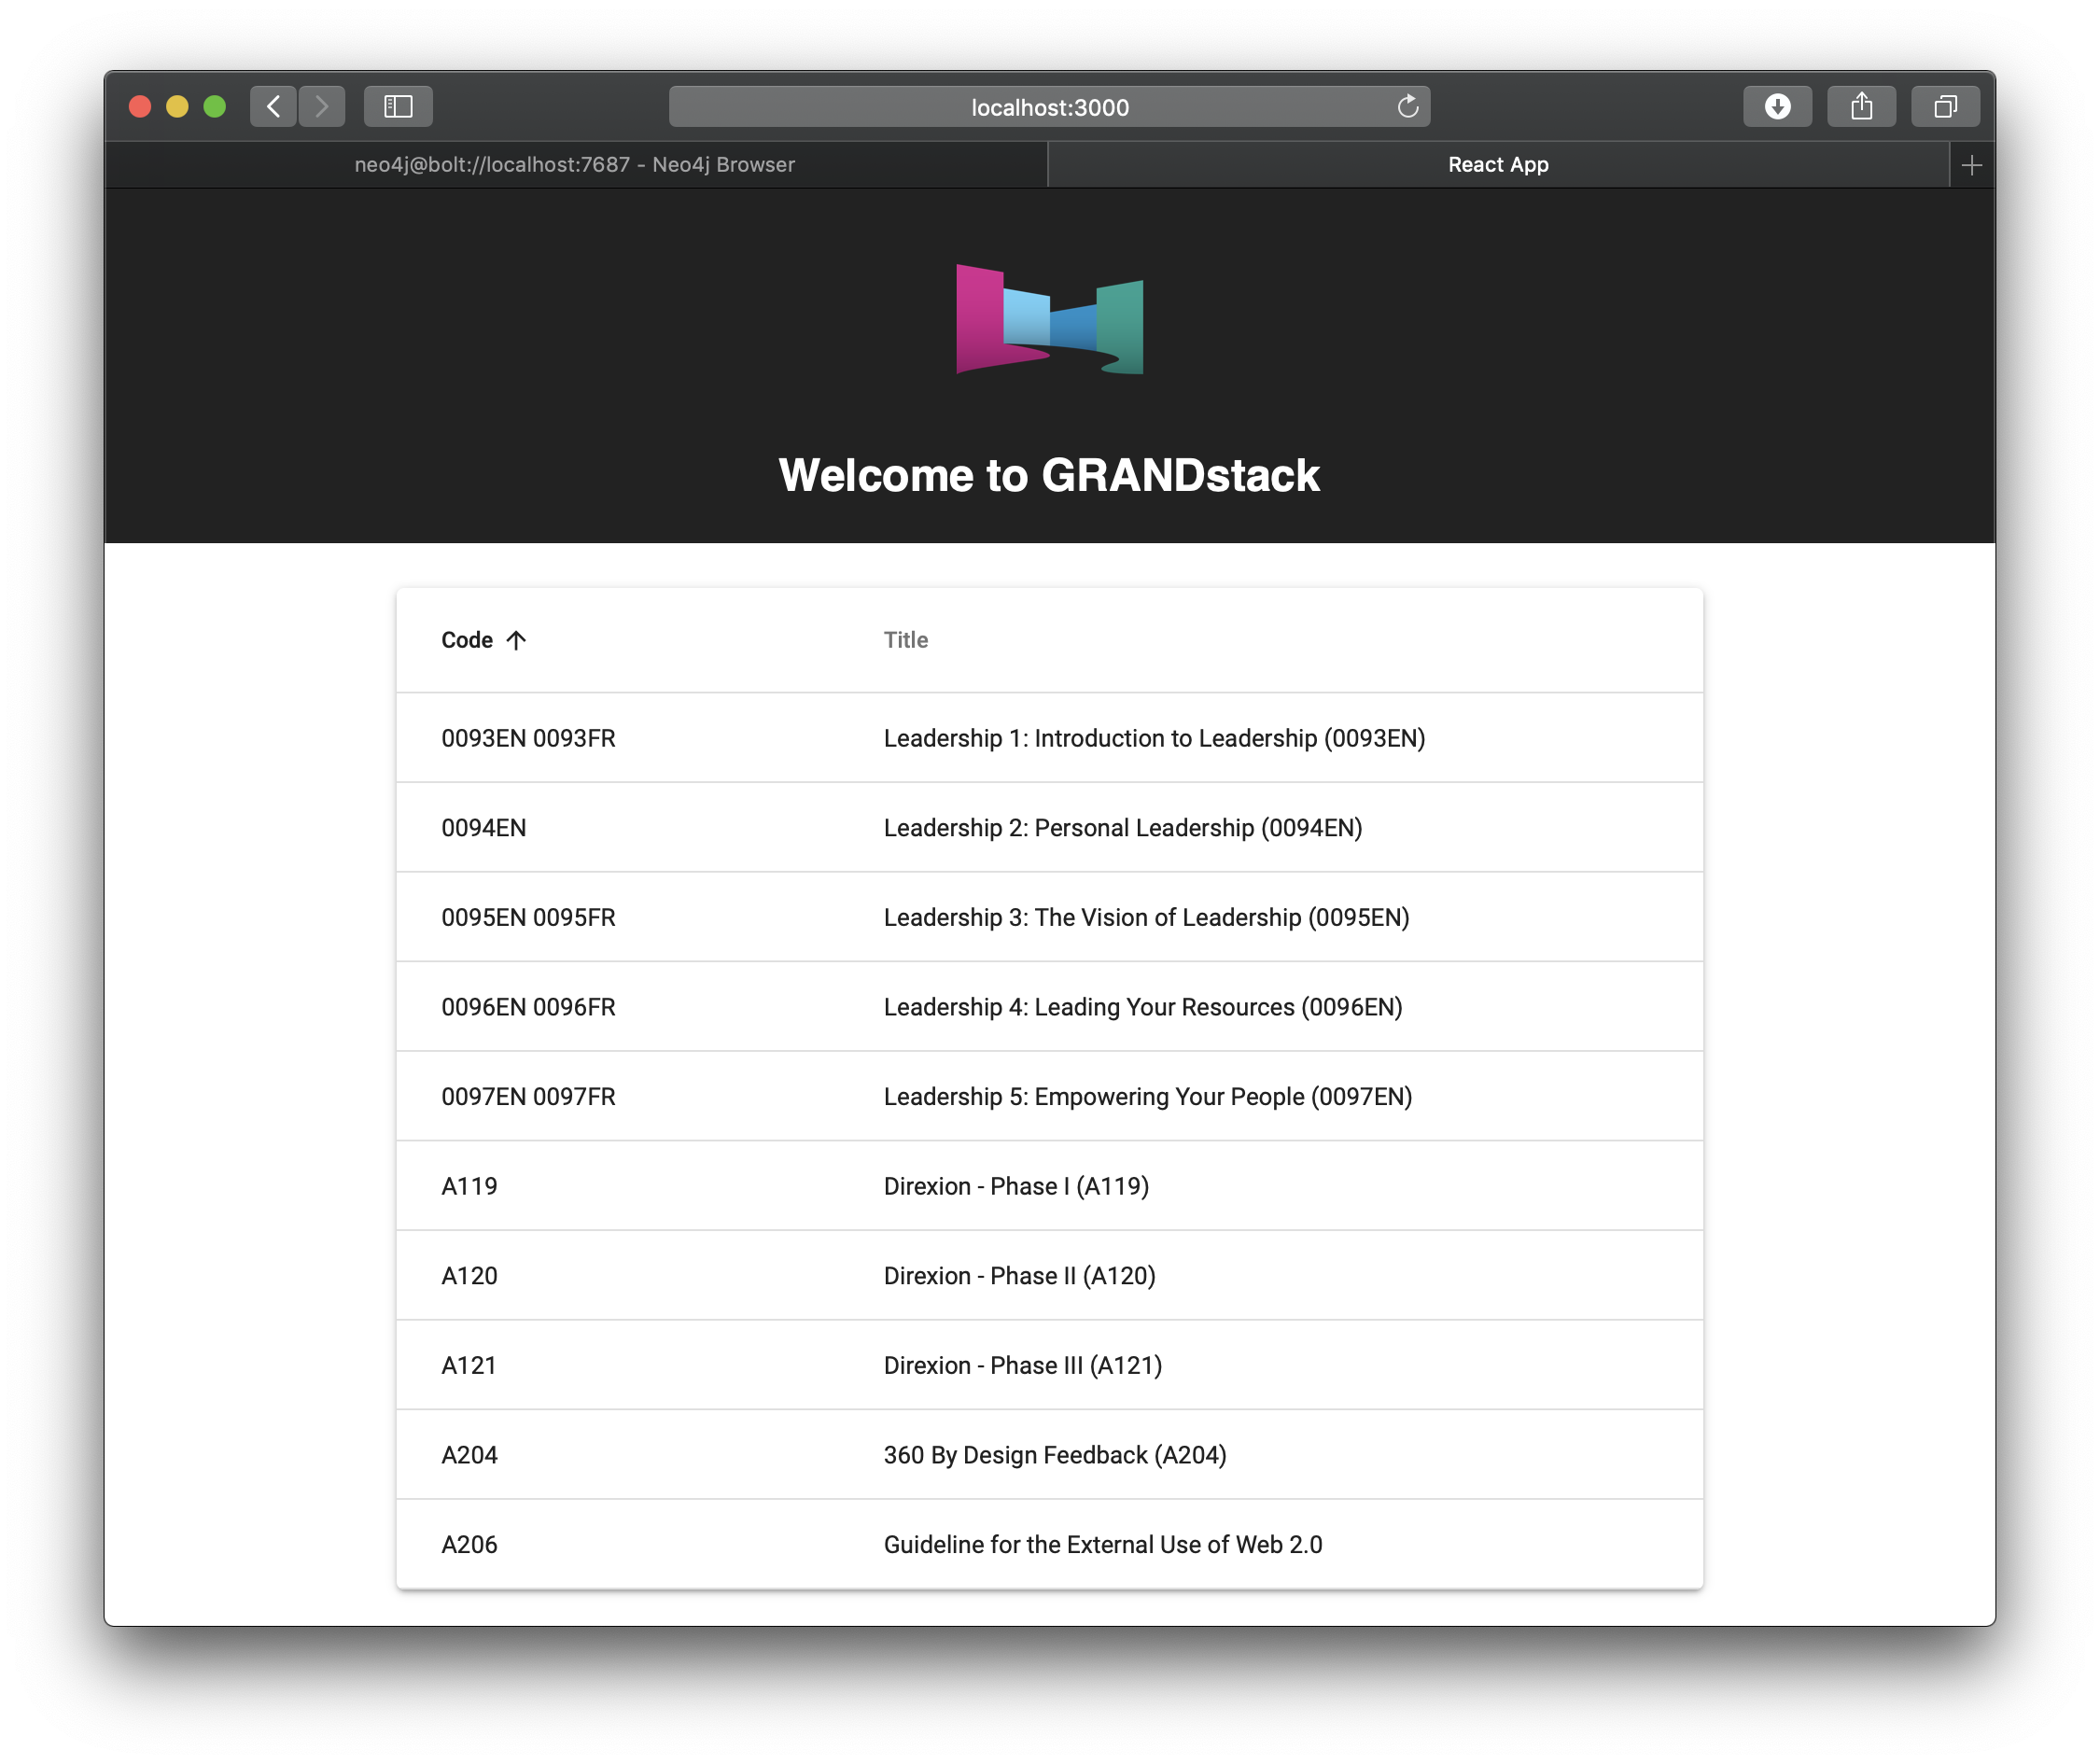 localhost:3000
neo4j@bolt://localhost:7687 - Neo4j Browser
React App
Welcome to GRANDstack
Code Title
0093EN 0093FR Leadership 1: Introduction to Leadership (0093EN)
0094EN Leadership 2: Personal Leadership (0094EN)
0095EN 0095FR Leadership 3: The Vision of Leadership (0095EN)
0096EN 0096FR Leadership 4: Leading Your Resources (0096EN)
0097EN 0097FR Leadership 5: Empowering Your People (0097EN)
A119 Direxion - Phase I (A119)
A120 Direxion - Phase II (A120)
A121 Direxion - Phase III (A121)
A204 360 By Design Feedback (A204)
A206 Guideline for the External Use of Web 2.0